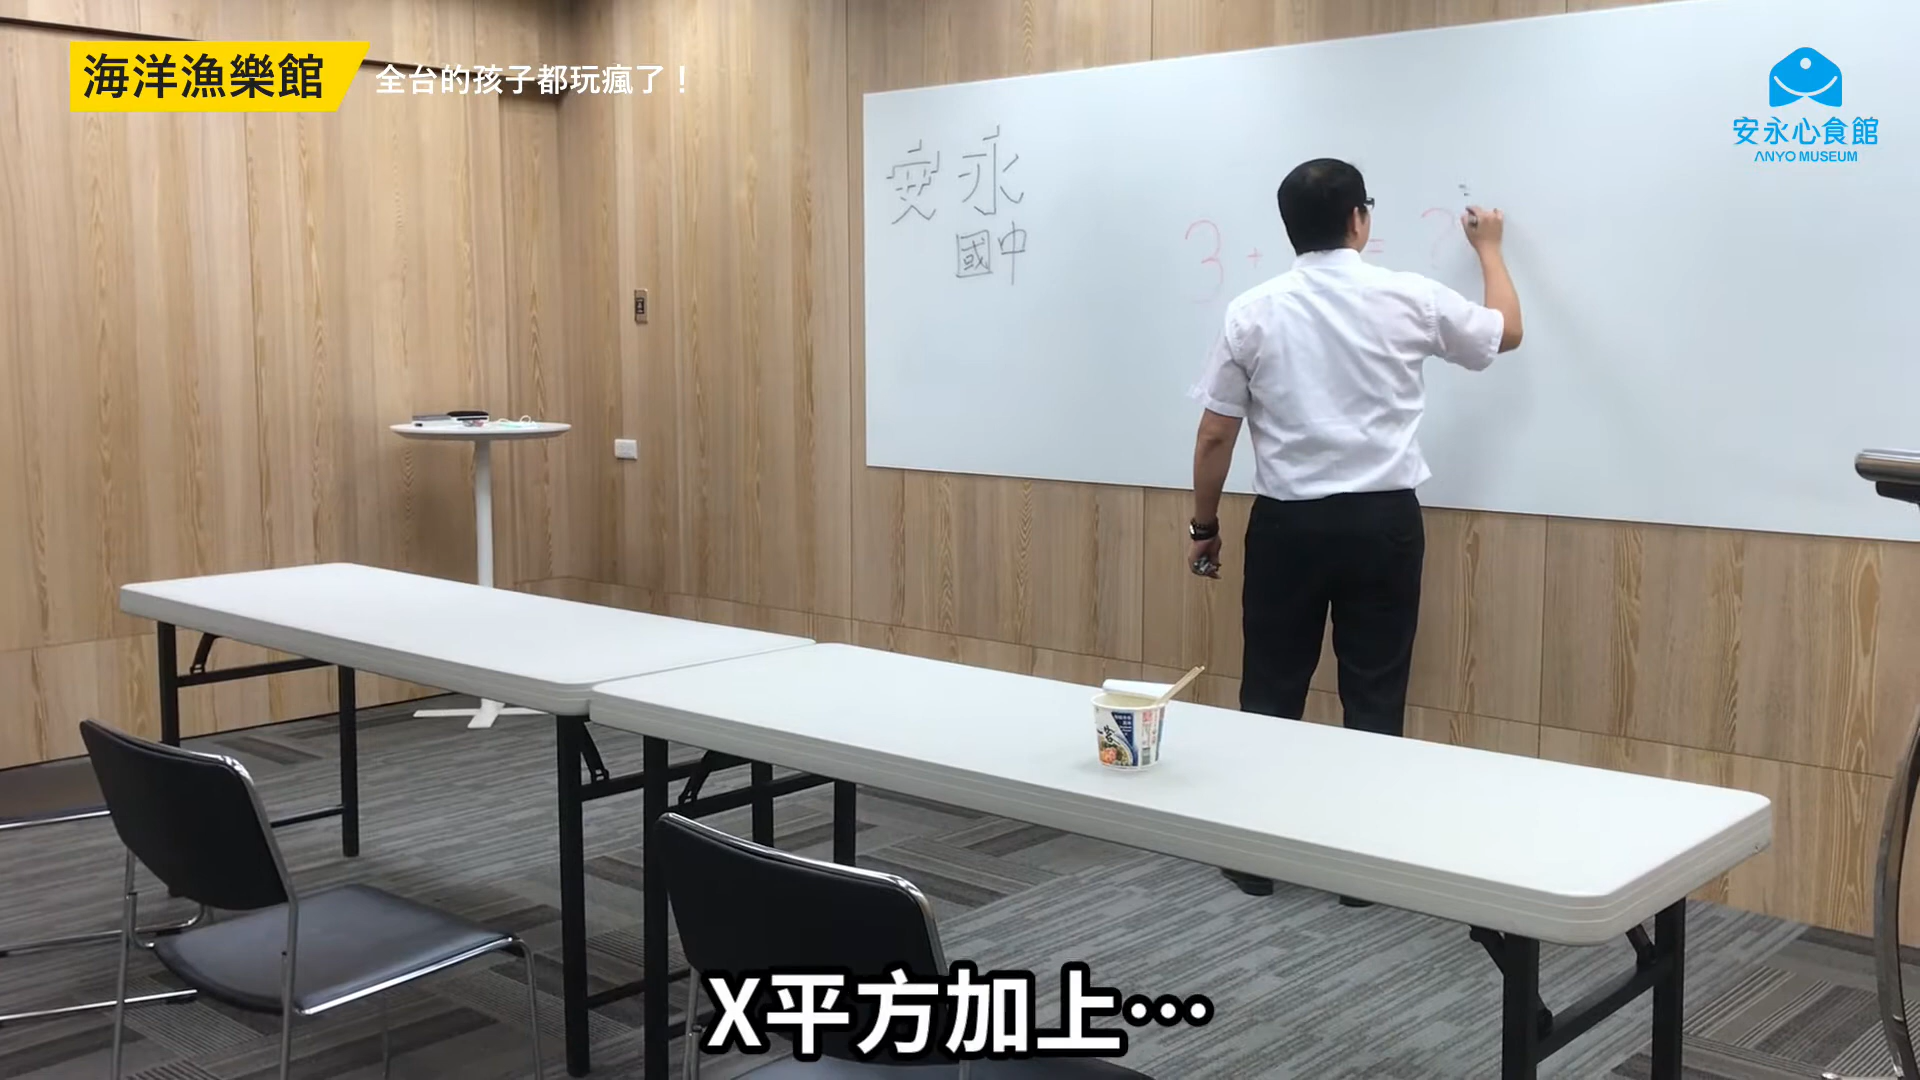 海洋漁樂館
全台的孩子都玩瘋了！
安永心食館
ANYO MUSEUM
安永
國中
3 + = ?
X平方加上…